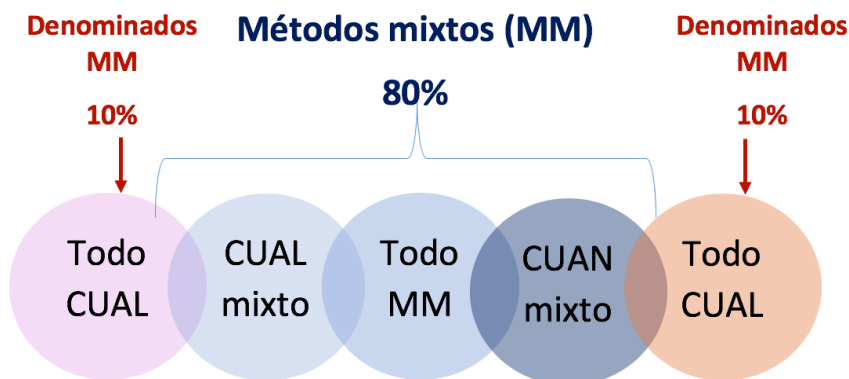 Denominados
MM
10%
Métodos mixtos (MM)
80%
Denominados
MM
10%
Todo
CUAL
CUAL
mixto
Todo
MM
CUAN
mixto
Todo
CUAL